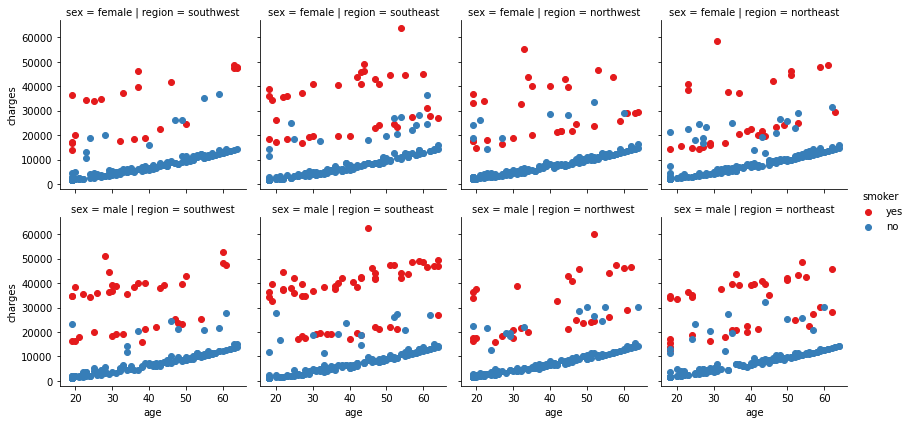 sex = female | region = southwest
sex = female | region = southeast
sex = female | region = northwest
sex = female | region = northeast
60000
50000
40000
30000
20000
10000
0
charges
sex = male | region = southwest
sex = male | region = southeast
sex = male | region = northwest
sex = male | region = northeast
smoker
yes
no
60000
50000
40000
30000
20000
10000
0
charges
20 30 40 50 60
20 30 40 50 60
20 30 40 50 60
20 30 40 50 60
age
age
age
age